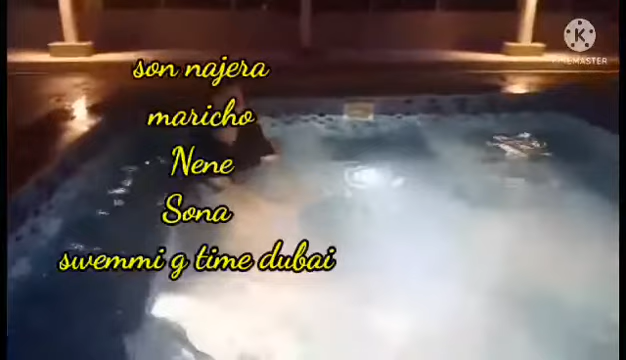 son najera
maricho
Nene
Sona
swemmi g time dubai
K
KINEMASTER